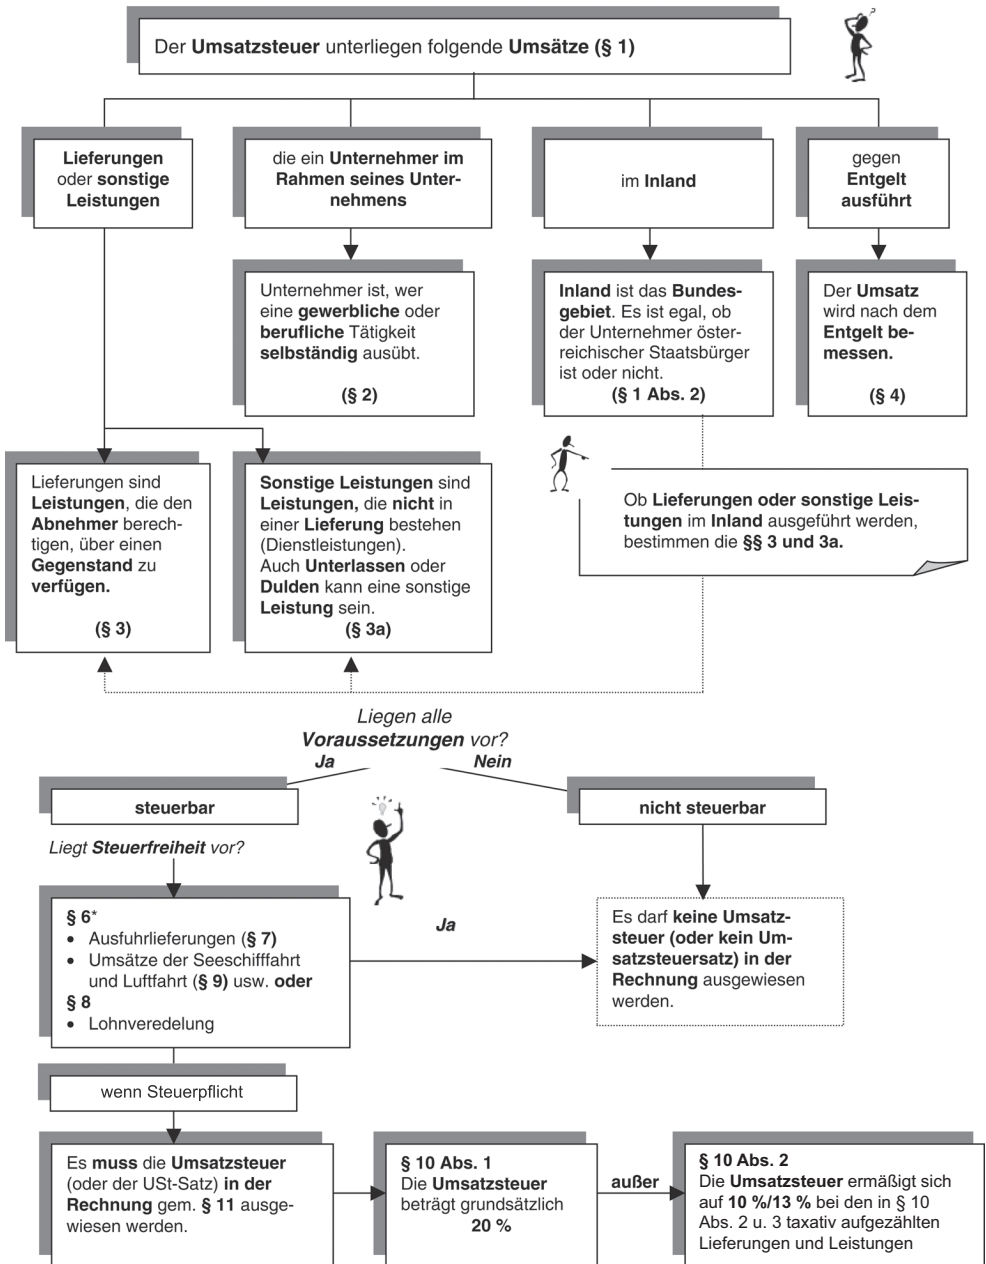 Der Umsatzsteuer unterliegen folgende Umsätze (§ 1)
?
Lieferungen
oder sonstige
Leistungen
die ein Unternehmer im
Rahmen seines Unter-
nehmens
im Inland
gegen
Entgelt
ausführt
Unternehmer ist, wer
eine gewerbliche oder
berufliche Tätigkeit
selbständig ausübt.
(§ 2)
Inland ist das Bundes-
gebiet. Es ist egal, ob
der Unternehmer öster-
reichischer Staatsbürger
ist oder nicht.
(§ 1 Abs. 2)
Der Umsatz
wird nach dem
Entgelt be-
messen.
(§ 4)
Lieferungen sind
Leistungen, die den
Abnehmer berech-
tigen, über einen
Gegenstand zu
verfügen.
(§ 3)
Sonstige Leistungen sind
Leistungen, die nicht in
einer Lieferung bestehen
(Dienstleistungen).
Auch Unterlassen oder
Dulden kann eine sonstige
Leistung sein.
(§ 3a)
Ob Lieferungen oder sonstige Leis-
tungen im Inland ausgeführt werden,
bestimmen die §§ 3 und 3a.
Liegen alle
Voraussetzungen vor?
Ja Nein
steuerbar
nicht steuerbar
Liegt Steuerfreiheit vor?
§ 6*
• Ausfuhrlieferungen (§ 7)
• Umsätze der Seeschifffahrt
und Luftfahrt (§ 9) usw. oder
§ 8
• Lohnveredelung
Ja
Es darf keine Umsatz-
steuer (oder kein Um-
satzsteuersatz) in der
Rechnung ausgewiesen
werden.
wenn Steuerpflicht
Es muss die Umsatzsteuer
(oder der USt-Satz) in der
Rechnung gem. § 11 ausge-
wiesen werden.
§ 10 Abs. 1
Die Umsatzsteuer
beträgt grundsätzlich
20 %
außer
§ 10 Abs. 2
Die Umsatzsteuer ermäßigt sich
auf 10 %/13 % bei den in § 10
Abs. 2 u. 3 taxativ aufgezählten
Lieferungen und Leistungen